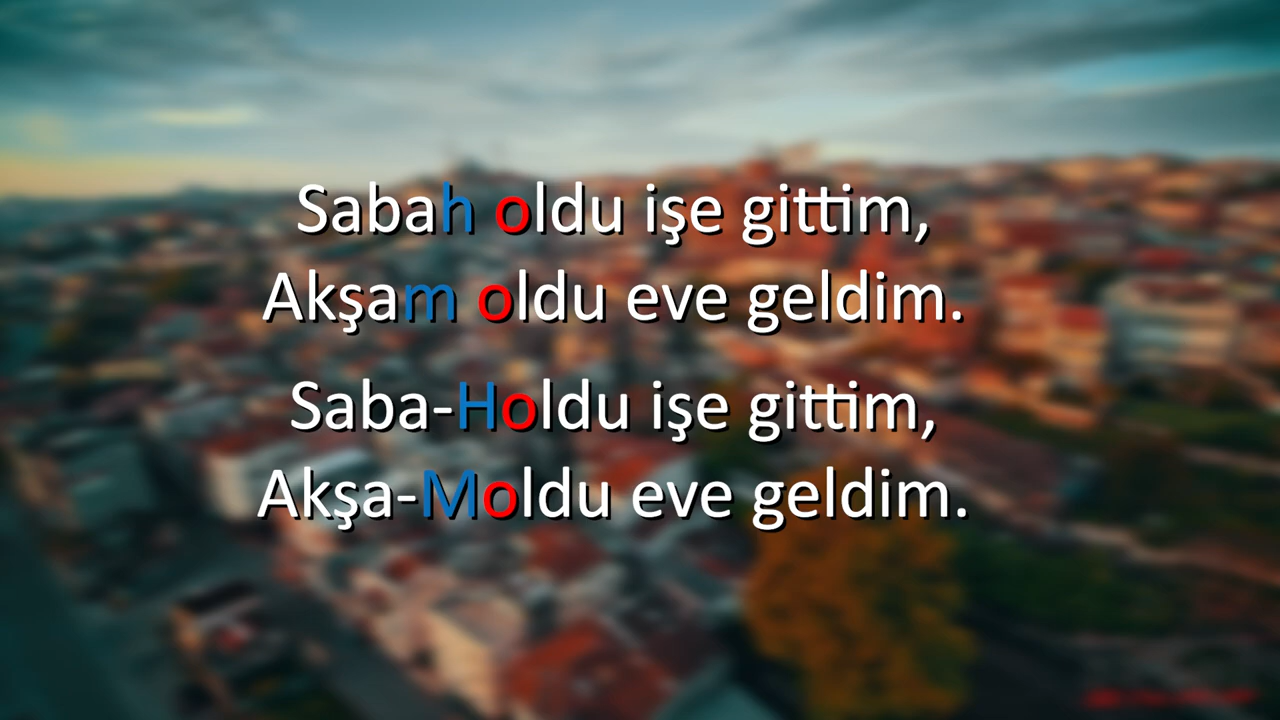 Sabah oldu işe gittim,
Akşam oldu eve geldim.
Saba-Holdu işe gittim,
Akşa-Moldu eve geldim.